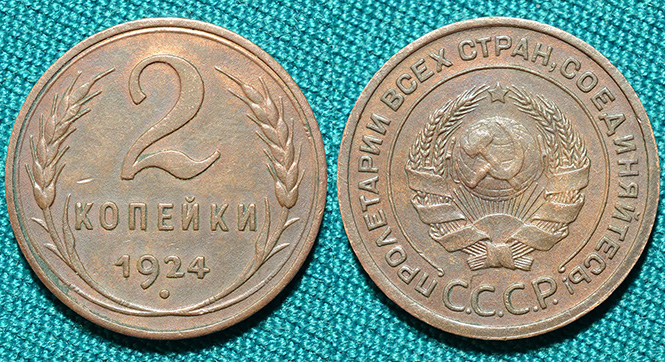 2
КОПЕЙКИ
1924
ПРОЛЕТАРИИ ВСЕХ СТРАН, СОЕДИНЯЙТЕСЬ!
С.С.С.Р.